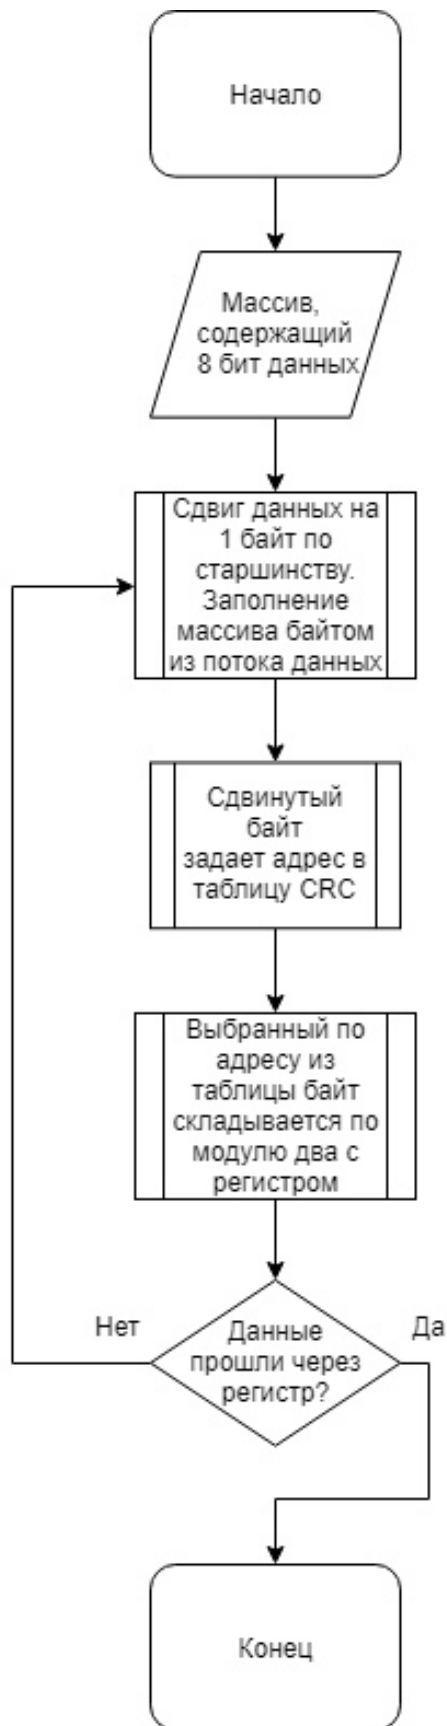 Начало
Массив,
содержащий
8 бит данных
Сдвиг данных на
1 байт по
старшинству.
Заполнение
массива байтом
из потока данных
Сдвинутый
байт
задает адрес в
таблицу CRC
Выбранный по
адресу из
таблицы байт
складывается по
модулю два с
регистром
Нет
Да
Данные
прошли через
регистр?
Конец